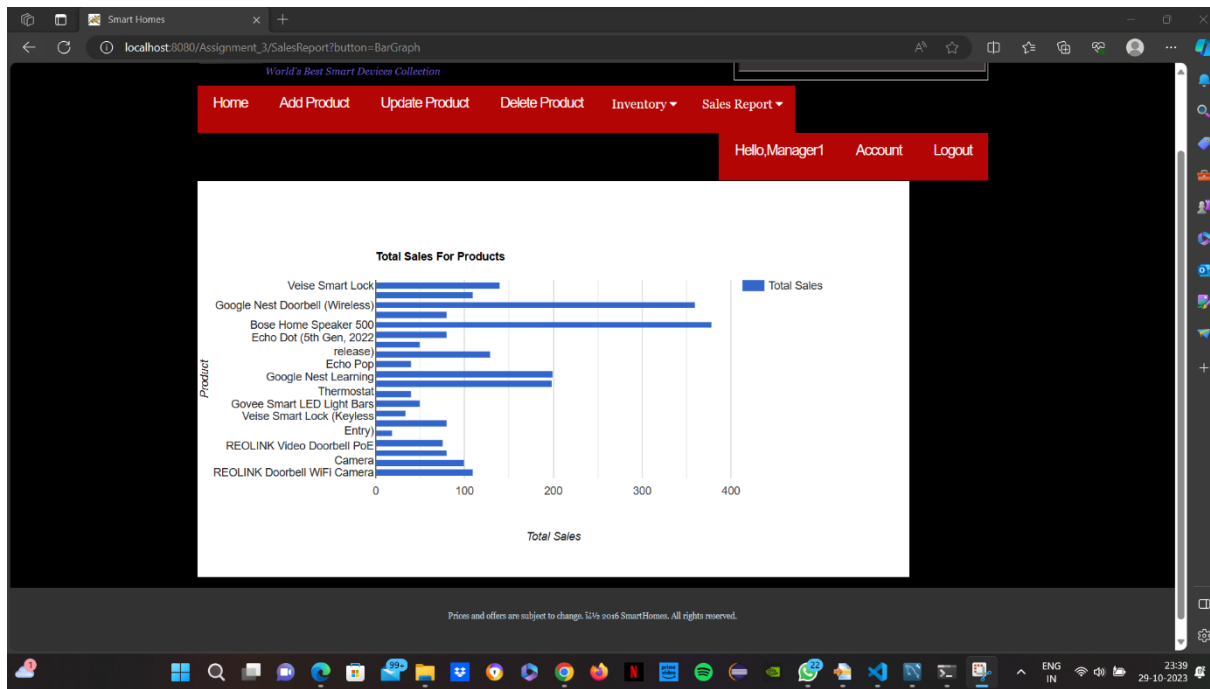 Smart Homes
localhost:8080/Assignment_3/SalesReport?button=BarGraph
World's Best Smart Devices Collection
Home Add Product Update Product Delete Product Inventory Sales Report
Hello,Manager1 Account Logout
Total Sales For Products
Total Sales
Product
Veise Smart Lock
Google Nest Doorbell (Wireless)
Bose Home Speaker 500
Echo Dot (5th Gen, 2022
release)
Echo Pop
Google Nest Learning
Thermostat
Govee Smart LED Light Bars
Veise Smart Lock (Keyless
Entry)
REOLINK Video Doorbell PoE
Camera
REOLINK Doorbell WiFi Camera
0 100 200 300 400
Total Sales
Prices and offers are subject to change. ï¿½ 2016 SmartHomes. All rights reserved.
1
99+
22
ENG
IN
23:39
29-10-2023